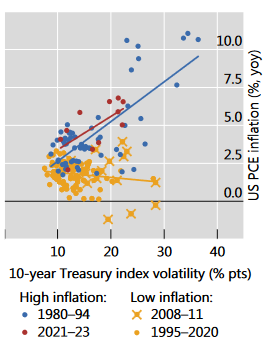 10.0
7.5
5.0
2.5
0.0
US PCE inflation (%, yoy)
10 20 30 40
10-year Treasury index volatility (% pts)
High inflation: Low inflation:
1980–94 2008–11
2021–23 1995–2020